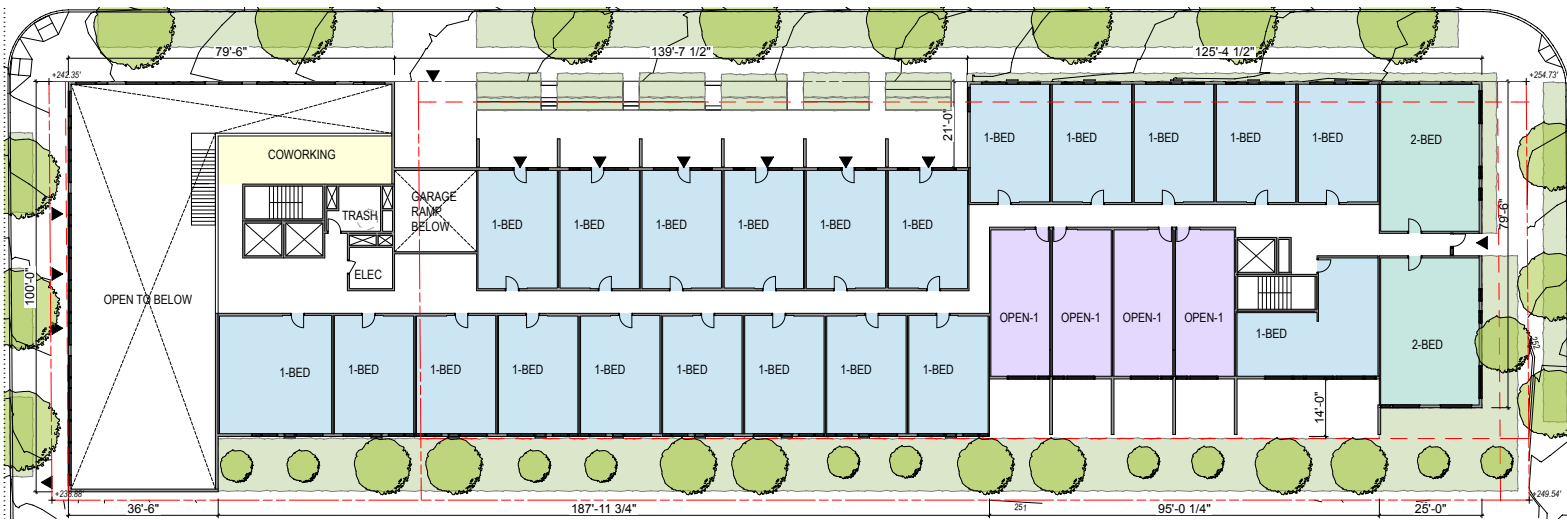 79'-6"
139'-7 1/2"
125'-4 1/2"
+242.35'
+254.73'
21'-0"
COWORKING
1-BED
1-BED
1-BED
1-BED
1-BED
2-BED
TRASH
GARAGE
RAMP
BELOW
1-BED
1-BED
1-BED
1-BED
1-BED
1-BED
79'-6"
ELEC
100'-0"
OPEN TO BELOW
OPEN-1
OPEN-1
OPEN-1
OPEN-1
1-BED
2-BED
252
1-BED
1-BED
1-BED
1-BED
1-BED
1-BED
1-BED
1-BED
1-BED
14'-0"
+249.54'
36'-6"
187'-11 3/4"
251
95'-0 1/4"
25'-0"